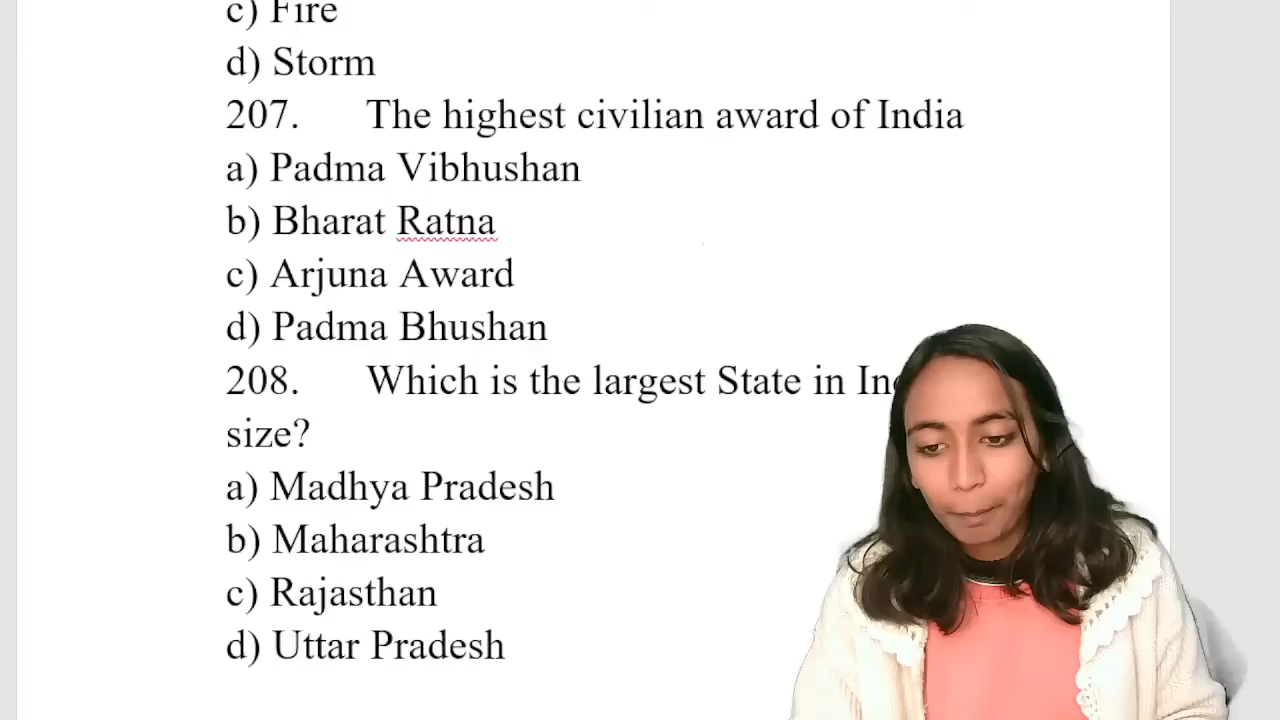 c) Fire
d) Storm
207. The highest civilian award of India
a) Padma Vibhushan
b) Bharat Ratna
c) Arjuna Award
d) Padma Bhushan
208. Which is the largest State in
size?
a) Madhya Pradesh
b) Maharashtra
c) Rajasthan
d) Uttar Pradesh